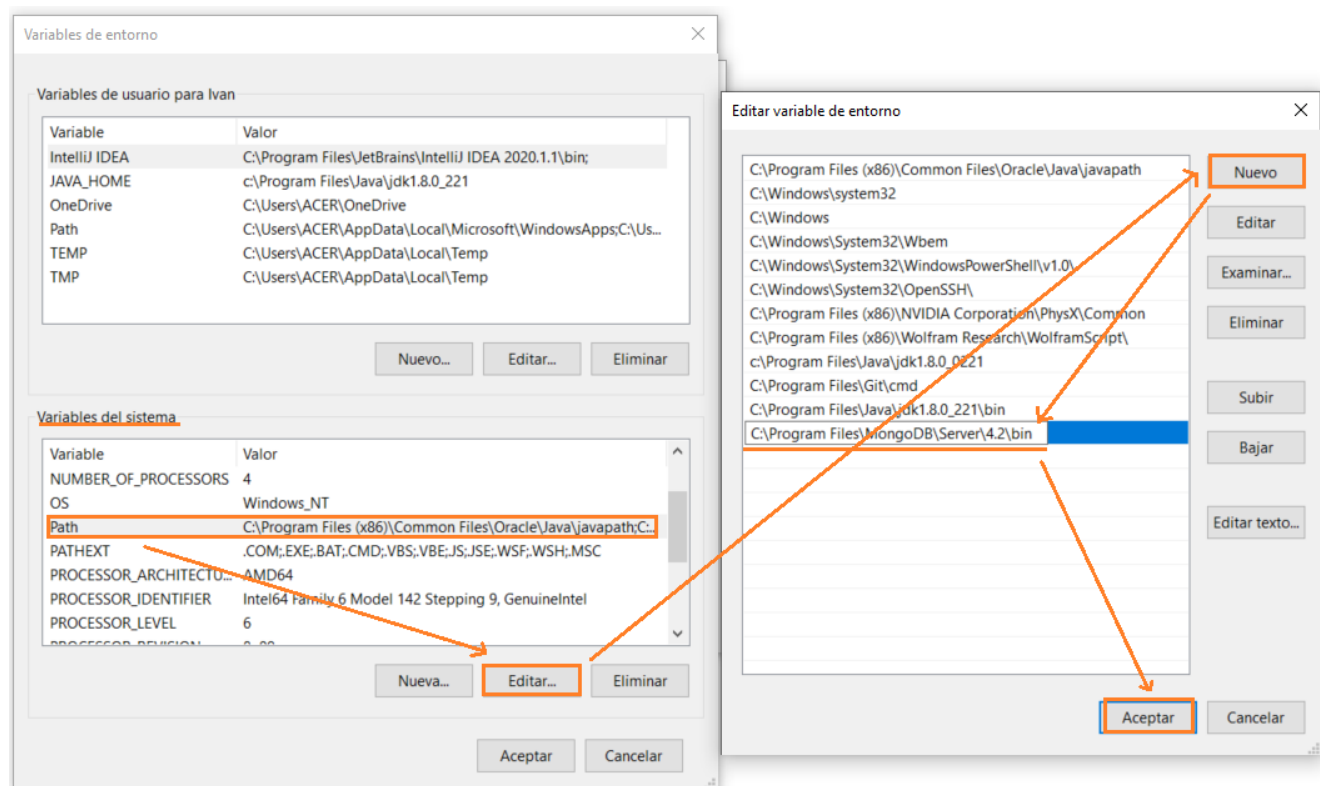 Variables de entorno
Variables de usuario para Ivan
Variable Valor
IntelliJ IDEA C:\Program Files\JetBrains\IntelliJ IDEA 2020.1.1\bin;
JAVA_HOME c:\Program Files\Java\jdk1.8.0_221
OneDrive C:\Users\ACER\OneDrive
Path C:\Users\ACER\AppData\Local\Microsoft\WindowsApps;C:\Us...
TEMP C:\Users\ACER\AppData\Local\Temp
TMP C:\Users\ACER\AppData\Local\Temp
Nuevo... Editar... Eliminar
Variables del sistema
Variable Valor
NUMBER_OF_PROCESSORS 4
OS Windows_NT
Path C:\Program Files (x86)\Common Files\Oracle\Java\javapath;C:...
PATHEXT .COM;.EXE;.BAT;.CMD;.VBS;.VBE;.JS;.JSE;.WSF;.WSH;.MSC
PROCESSOR_ARCHITECTU... AMD64
PROCESSOR_IDENTIFIER Intel64 Family 6 Model 142 Stepping 9, GenuineIntel
PROCESSOR_LEVEL 6
Nueva... Editar... Eliminar
Aceptar Cancelar
Editar variable de entorno
C:\Program Files (x86)\Common Files\Oracle\Java\javapath
C:\Windows\system32
C:\Windows
C:\Windows\System32\Wbem
C:\Windows\System32\WindowsPowerShell\v1.0\
C:\Windows\System32\OpenSSH\
C:\Program Files (x86)\NVIDIA Corporation\PhysX\Common
C:\Program Files (x86)\Wolfram Research\WolframScript\
c:\Program Files\Java\jdk1.8.0_0221
C:\Program Files\Git\cmd
C:\Program Files\Java\jdk1.8.0_221\bin
C:\Program Files\MongoDB\Server\4.2\bin
Nuevo
Editar
Examinar...
Eliminar
Subir
Bajar
Editar texto...
Aceptar Cancelar